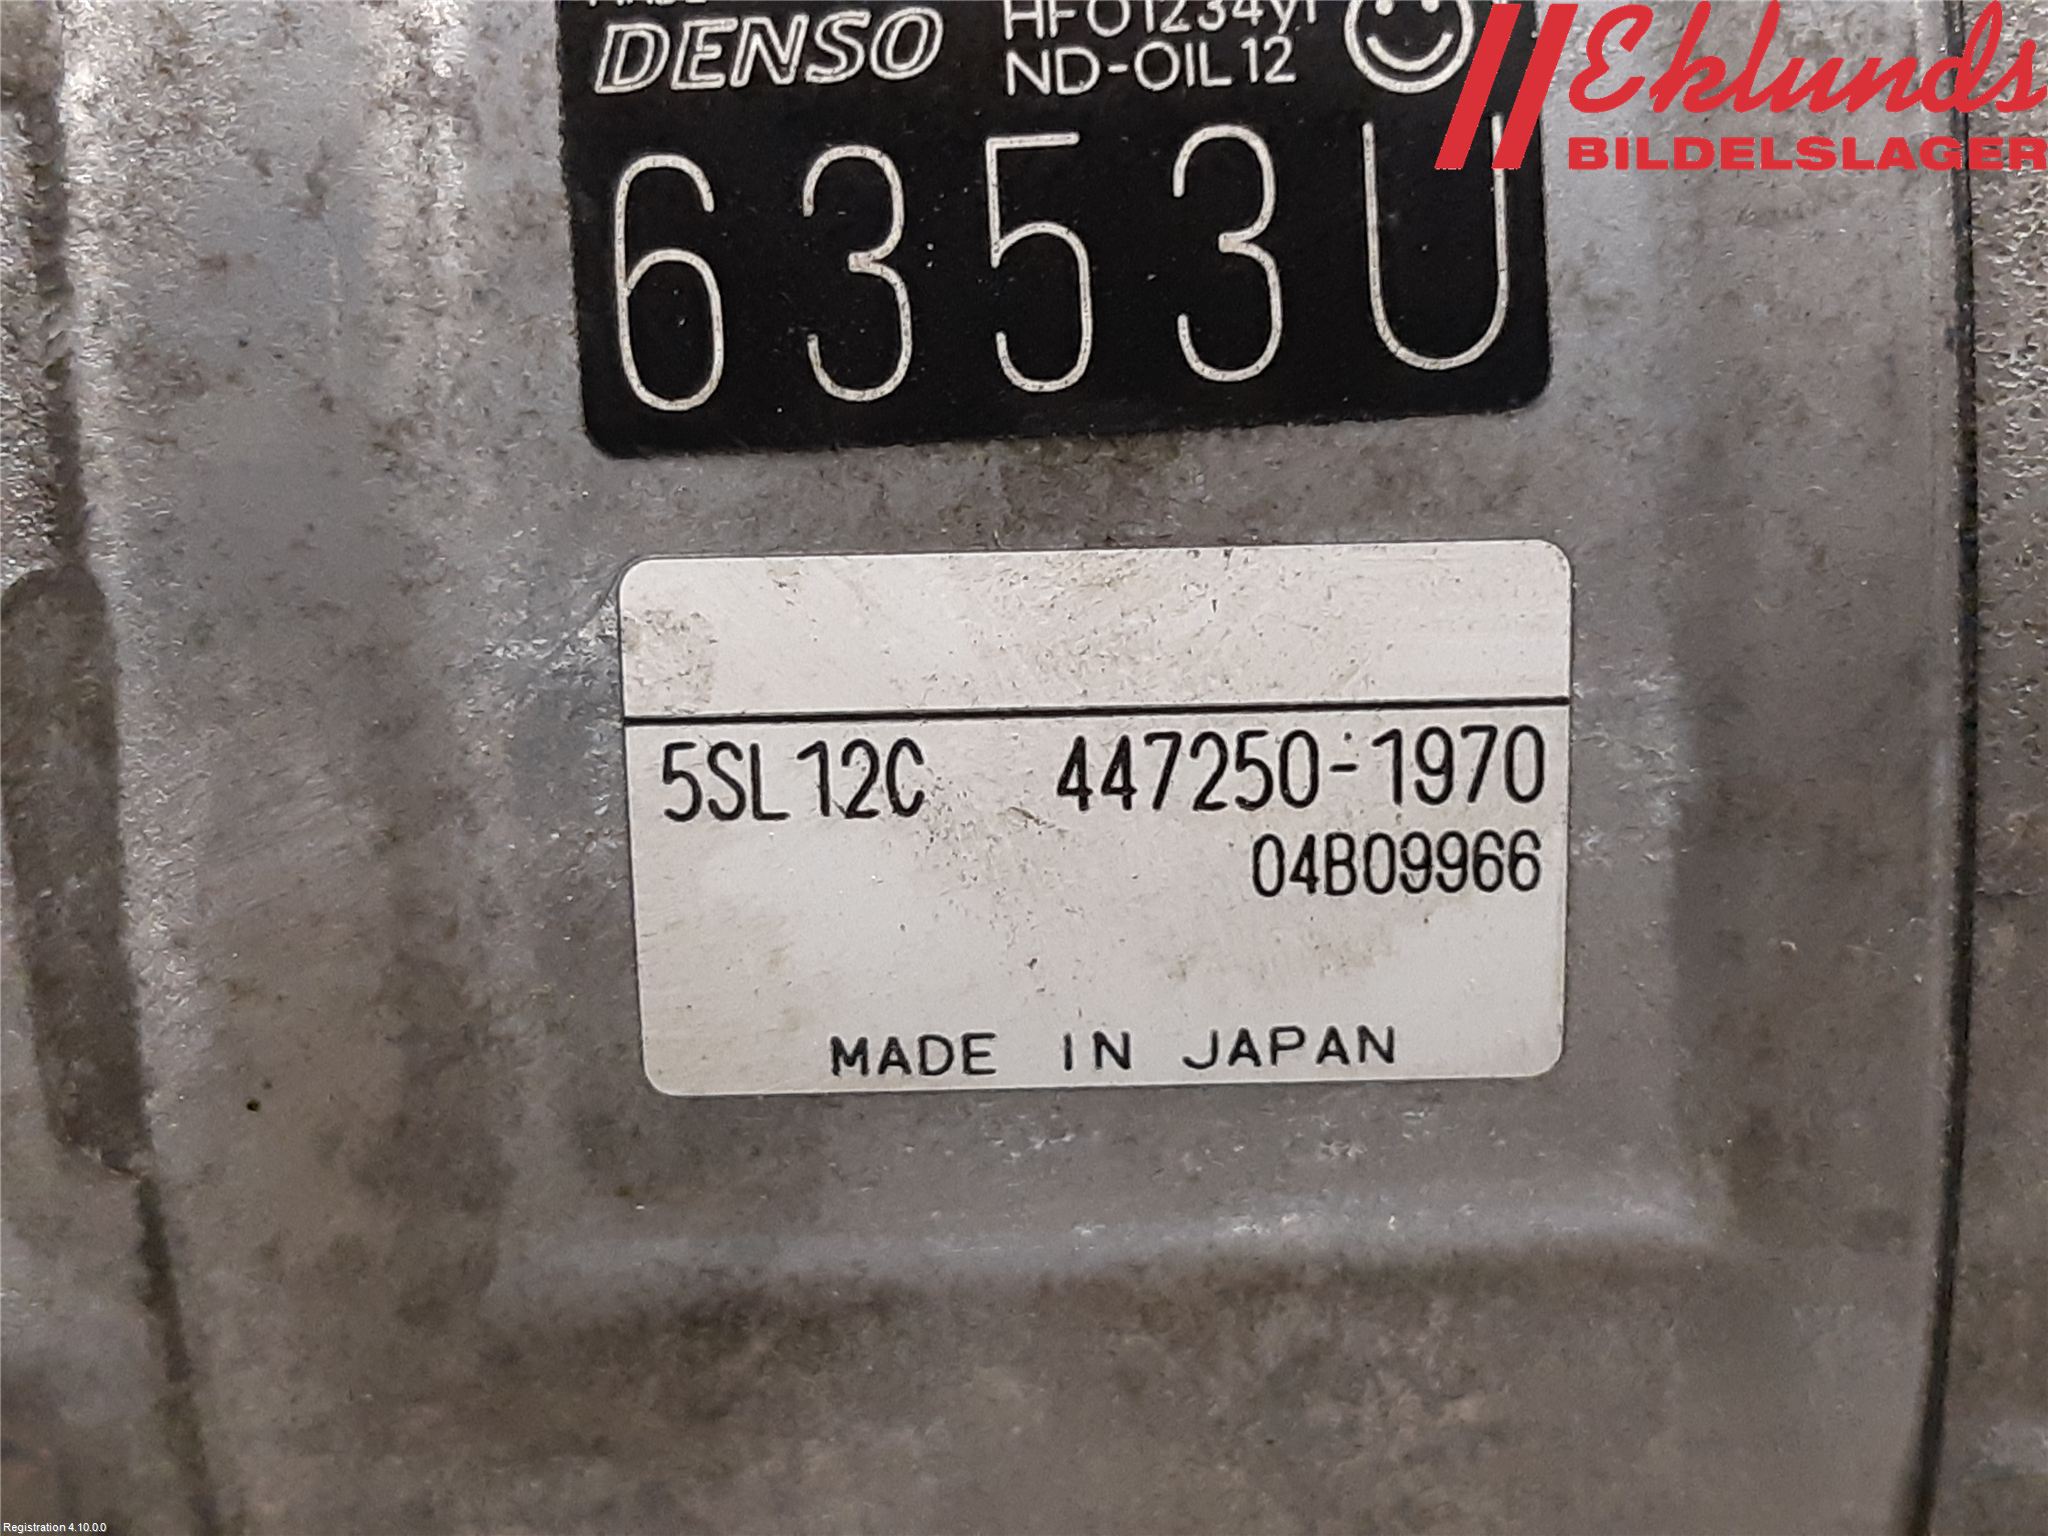 DENSO
HFO1234yf
ND-OIL12
6353U
Eklunds
BILDELSLAGER
5SL12C 447250-1970
04B09966
MADE IN JAPAN
Registration 4.10.0.0